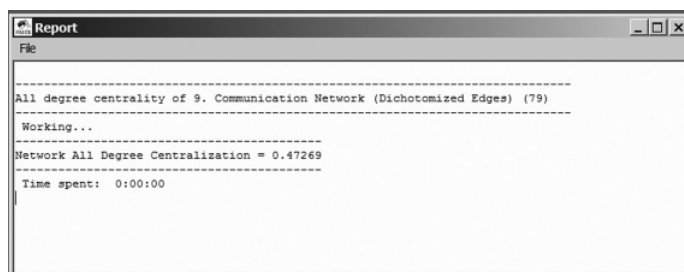 Report
File
------------------------------------------------------------------------------
All degree centrality of 9. Communication Network (Dichotomized Edges) (79)
------------------------------------------------------------------------------
Working...
-------------------------------------------
Network All Degree Centralization = 0.47269
-------------------------------------------
Time spent:  0:00:00